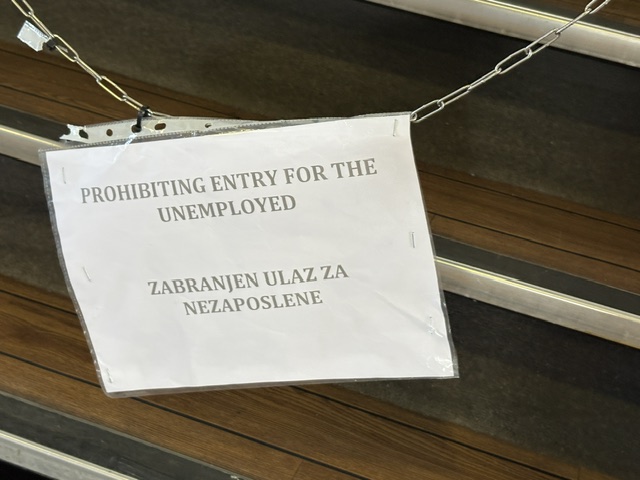 PROHIBITING ENTRY FOR THE
UNEMPLOYED
ZABRANJEN ULAZ ZA
NEZAPOSLENE